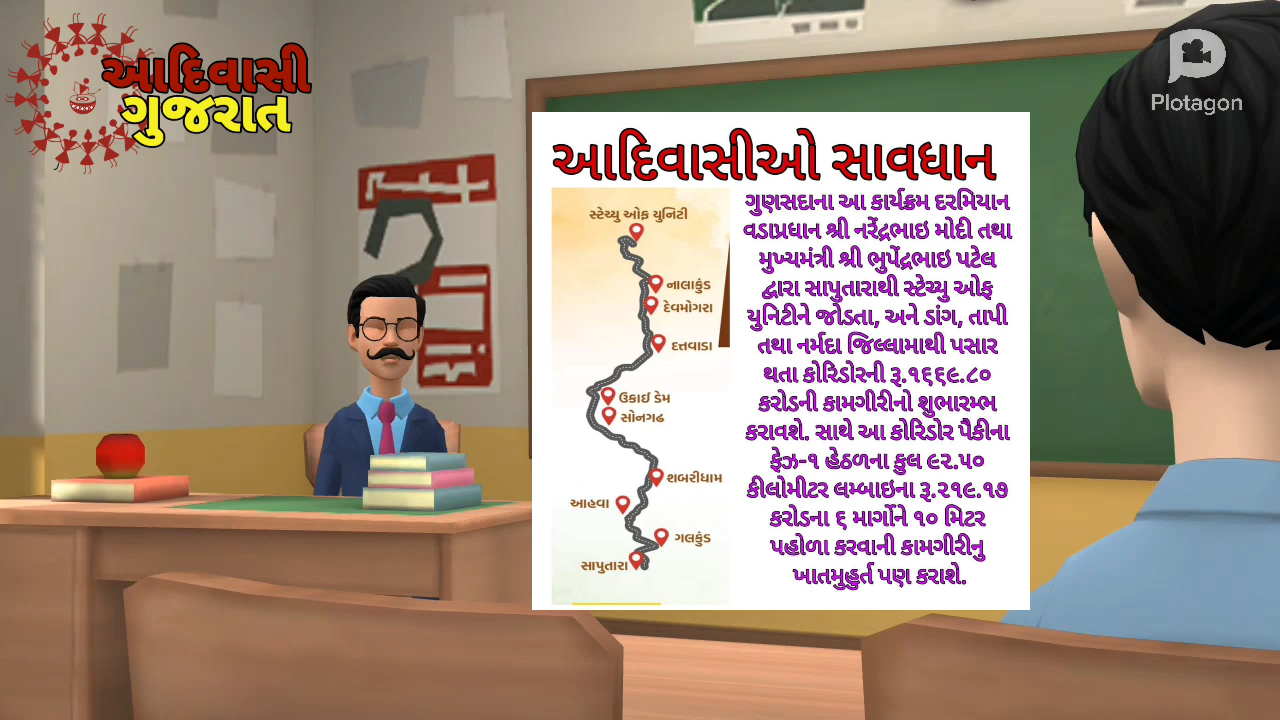 આદિવાસી
ગુજરાત
Plotagon
આદિવાસીઓ સાવધાન
સ્ટેચ્યુ ઓફ યુનિટી
નાલાકુંડ
દેવમોગરા
દત્તવાડા
ઉકાઈ ડેમ
સોનગઢ
શબરીધામ
આહવા
ગલકુંડ
સાપુતારા
ગુણસદાના આ કાર્યક્રમ દરમિયાન
વડાપ્રધાન શ્રી નરેંદ્રભાઇ મોદી તથા
મુખ્યમંત્રી શ્રી ભુપેંદ્રભાઇ પટેલ
દ્વારા સાપુતારાથી સ્ટેચ્યુ ઓફ
યુનિટીને જોડતા, અને ડાંગ, તાપી
તથા નર્મદા જિલ્લામાથી પસાર
થતા કોરિડોરની રૂ.૧૬૬૯.૮૦
કરોડની કામગીરીનો શુભારમ્ભ
કરાવશે. સાથે આ કોરિડોર પૈકીના
ફેઝ-૧ હેઠળના કુલ ૯૨.૫૦
કીલોમીટર લમ્બાઇના રૂ.૨૧૯.૧૭
કરોડના ૬ માર્ગોને ૧૦ મિટર
પહોળા કરવાની કામગીરીનુ
ખાતમુહુર્ત પણ કરાશે.